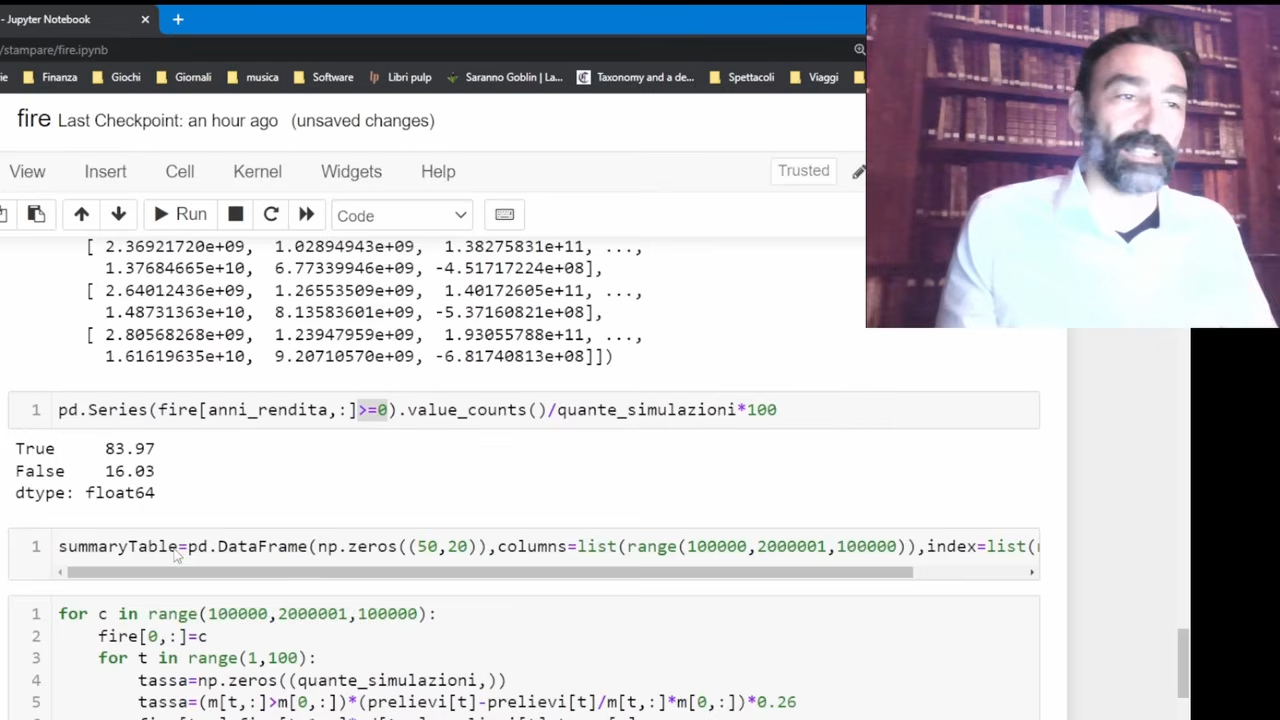 - Jupyter Notebook × +
/stampare/fire.ipynb
Finanza Giochi Giornali musica Software Libri pulp Saranno Goblin | La... Taxonomy and a de... Spettacoli Viaggi
fire Last Checkpoint: an hour ago (unsaved changes)
View Insert Cell Kernel Widgets Help Trusted
Run Code
[ 2.36921720e+09, 1.02894943e+09, 1.38275831e+11, ...,
1.37684665e+10, 6.77339946e+09, -4.51717224e+08],
[ 2.64012436e+09, 1.26553509e+09, 1.40172605e+11, ...,
1.48731363e+10, 8.13583601e+09, -5.37160821e+08],
[ 2.80568268e+09, 1.23947959e+09, 1.93055788e+11, ...,
1.61619635e+10, 9.20710570e+09, -6.81740813e+08]])
1 pd.Series(fire[anni_rendita,:]>=0).value_counts()/quante_simulazioni*100
True 83.97
False 16.03
dtype: float64
1 summaryTable=pd.DataFrame(np.zeros((50,20)),columns=list(range(100000,2000001,100000)),index=list(
1 for c in range(100000,2000001,100000):
2 fire[0,:]=c
3 for t in range(1,100):
4 tassa=np.zeros((quante_simulazioni,))
5 tassa=(m[t,:]>m[0,:])*(prelievi[t]-prelievi[t]/m[t,:]*m[0,:])*0.26